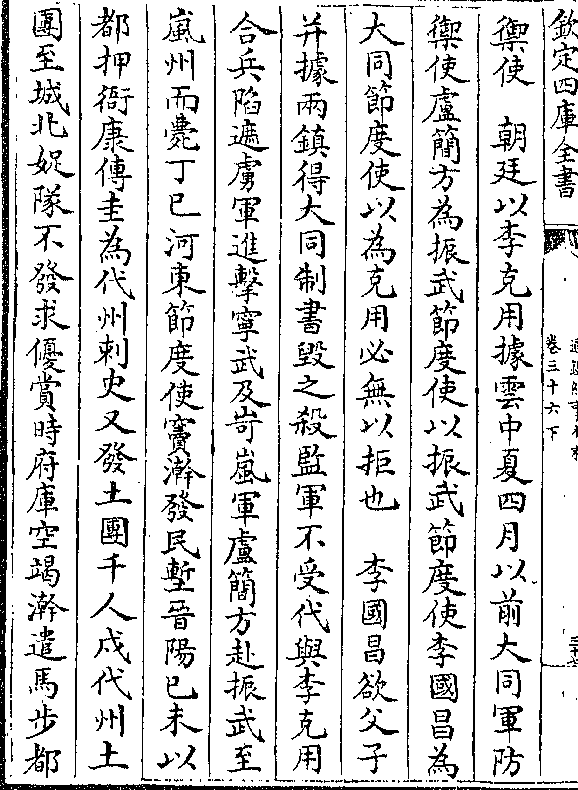 欽定四庫全書
卷三十六下
禦使　朝廷以李克用據雲中夏四月以前大同軍防
禦使盧簡方為振武節度使以振武節度使李國昌為
大同節度使以為克用必無以拒也　李國昌欲父子
并據兩鎮得大同制書毀之殺監軍不受代與李克用
合兵陷遮虜軍進擊寧武及岢嵐軍盧簡方赴振武至
嵐州而薨丁巳河東節度使竇澣發民塹晉陽已未以
都押衙康傳圭為代州刺史又發土團千人戍代州土
團至城北娖隊不發求優賞時府庫空竭澣遣馬步都